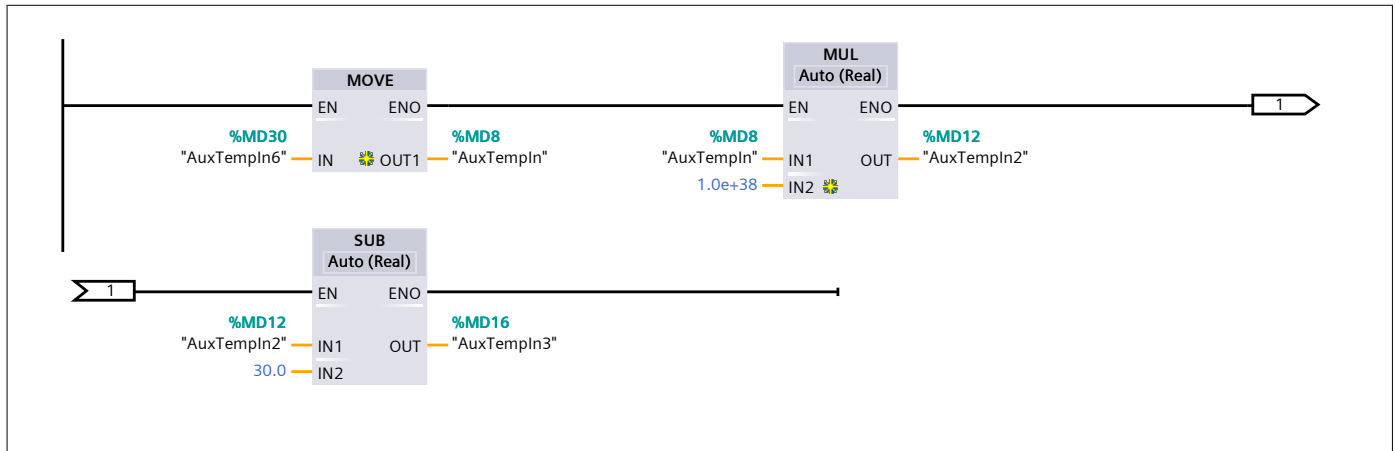 MOVE
EN ENO
%MD30 %MD8
"AuxTempIn6" IN OUT1 "AuxTempIn"
MUL
Auto (Real)
EN ENO
%MD8 %MD12
"AuxTempIn" IN1 OUT "AuxTempIn2"
1.0e+38 IN2
1
1
SUB
Auto (Real)
EN ENO
%MD12 %MD16
"AuxTempIn2" IN1 OUT "AuxTempIn3"
30.0 IN2